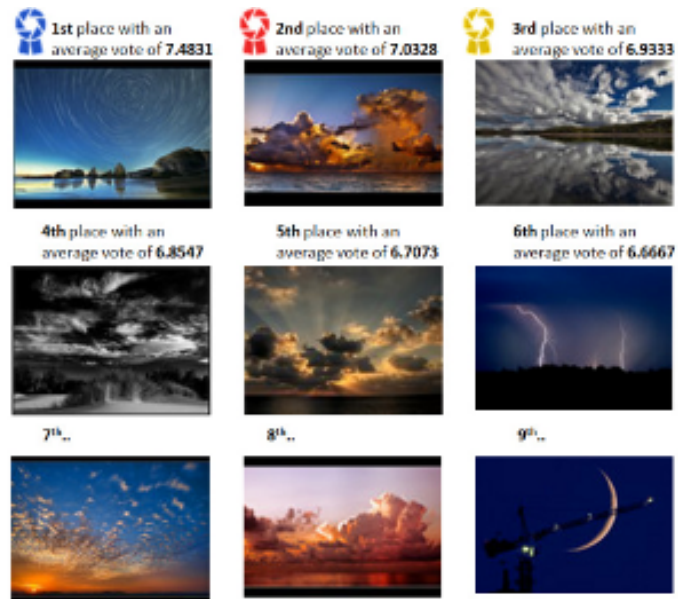 1st place with an
average vote of 7.4831
2nd place with an
average vote of 7.0328
3rd place with an
average vote of 6.9333
4th place with an
average vote of 6.8547
5th place with an
average vote of 6.7073
6th place with an
average vote of 6.6667
7th..
8th..
9th..